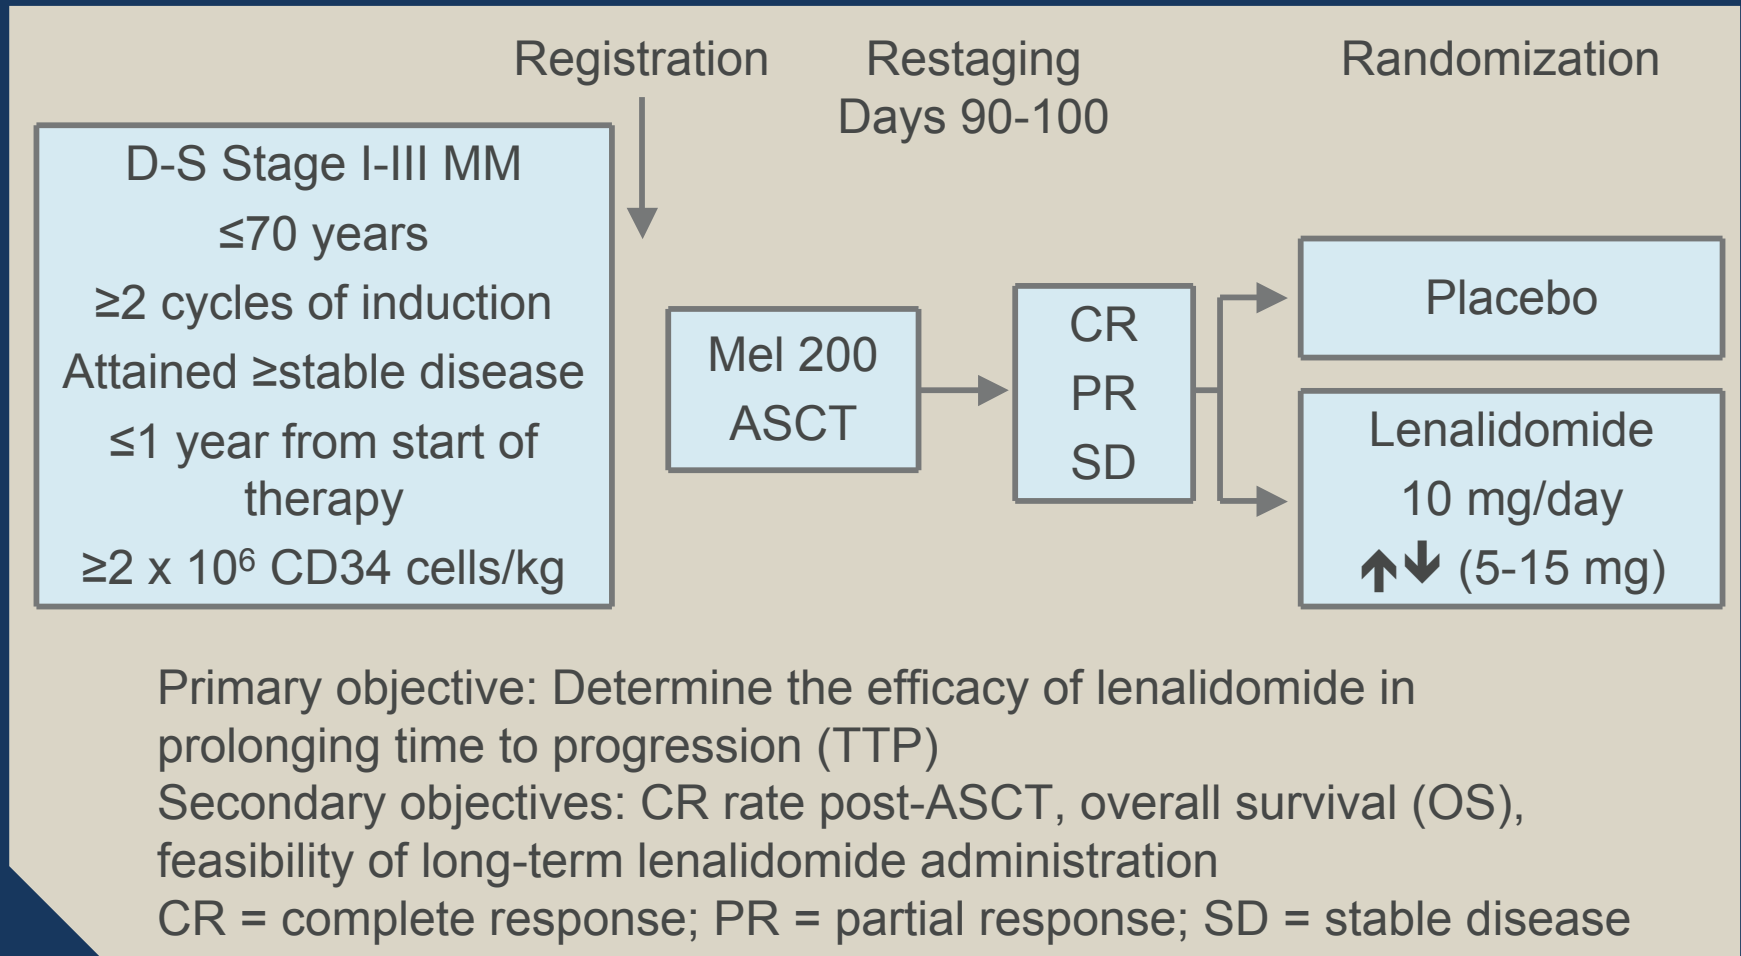 Registration
Restaging
Days 90-100
Randomization
D-S Stage I-III MM
≤70 years
≥2 cycles of induction
Attained ≥stable disease
≤1 year from start of
therapy
≥2 x 10⁶ CD34 cells/kg
Mel 200
ASCT
CR
PR
SD
Placebo
Lenalidomide
10 mg/day
🡹🡻 (5-15 mg)
Primary objective: Determine the efficacy of lenalidomide in
prolonging time to progression (TTP)
Secondary objectives: CR rate post-ASCT, overall survival (OS),
feasibility of long-term lenalidomide administration
CR = complete response; PR = partial response; SD = stable disease